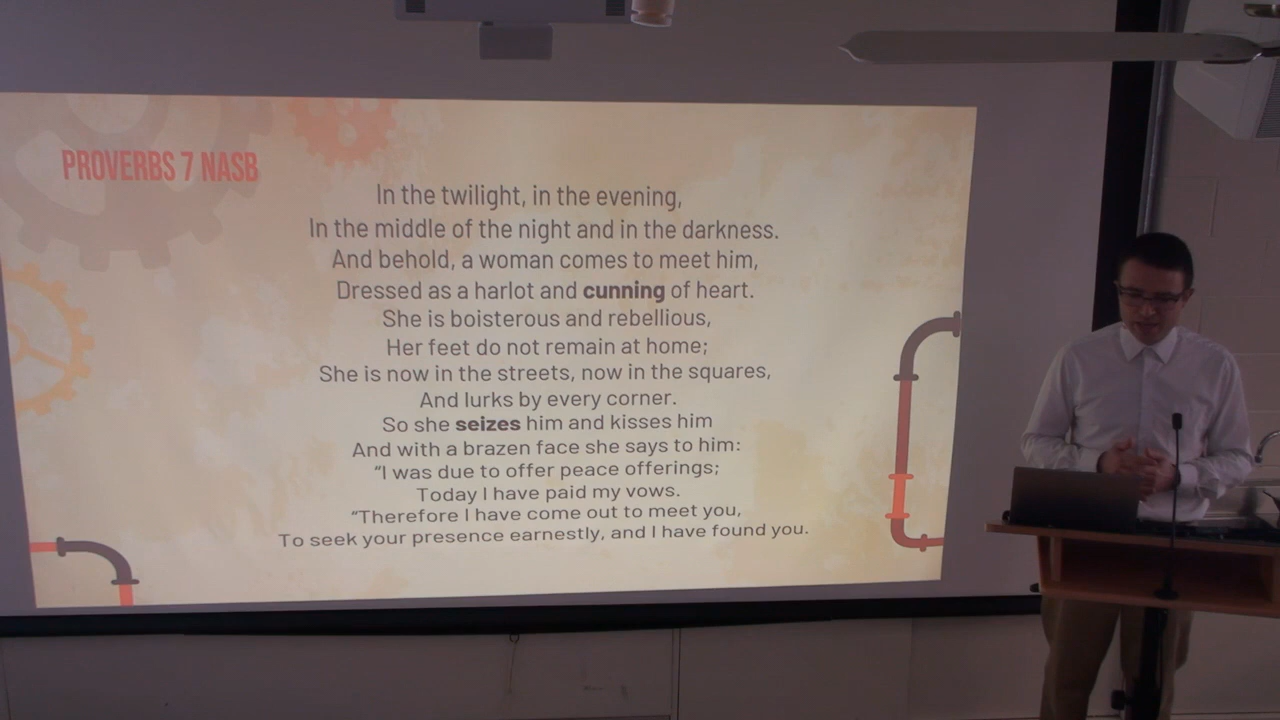 PROVERBS 7 NASB
In the twilight, in the evening,
In the middle of the night and in the darkness.
And behold, a woman comes to meet him,
Dressed as a harlot and cunning of heart.
She is boisterous and rebellious,
Her feet do not remain at home;
She is now in the streets, now in the squares,
And lurks by every corner.
So she seizes him and kisses him
And with a brazen face she says to him:
“I was due to offer peace offerings;
Today I have paid my vows.
“Therefore I have come out to meet you,
To seek your presence earnestly, and I have found you.